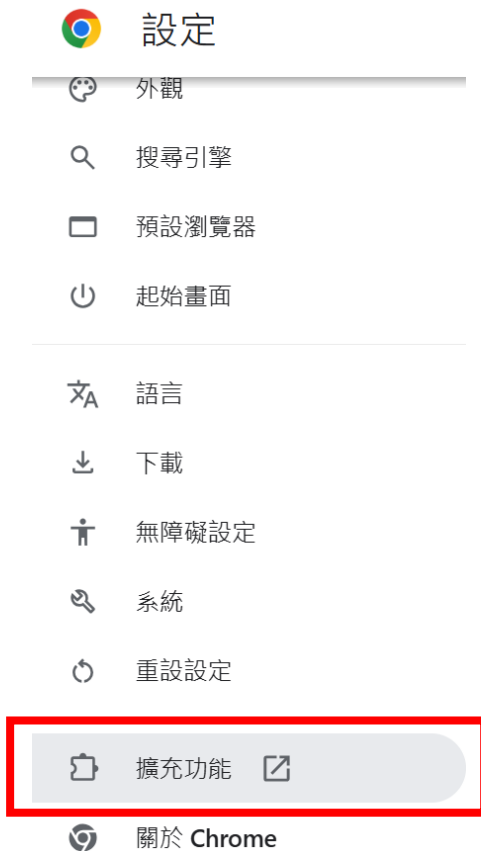 設定
外觀
搜尋引擎
預設瀏覽器
起始畫面
語言
下載
無障礙設定
系統
重設設定
擴充功能
關於 Chrome